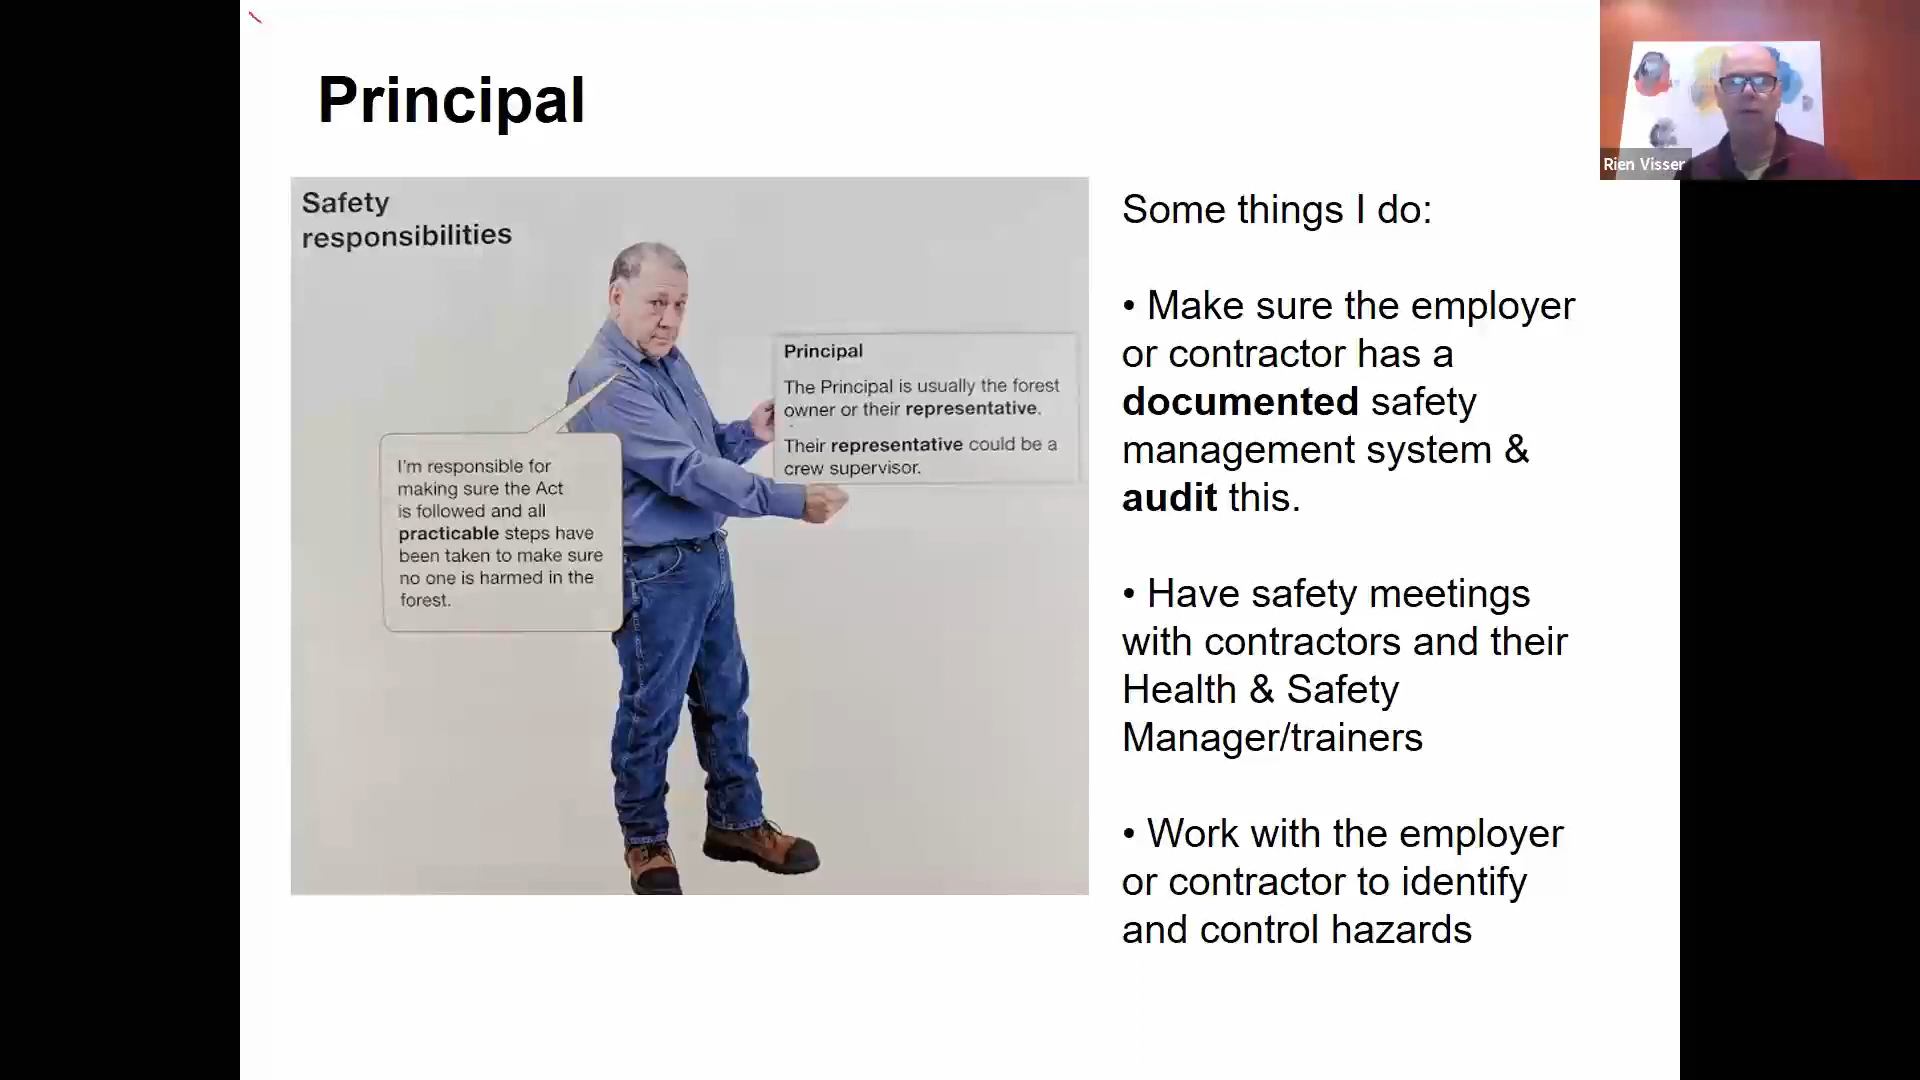 Principal
Safety
responsibilities
Principal
The Principal is usually the forest
owner or their representative.
Their representative could be a
crew supervisor.
I'm responsible for
making sure the Act
is followed and all
practicable steps have
been taken to make sure
no one is harmed in the
forest.
Some things I do:
• Make sure the employer
or contractor has a
documented safety
management system &
audit this.
• Have safety meetings
with contractors and their
Health & Safety
Manager/trainers
• Work with the employer
or contractor to identify
and control hazards
Rien Visser